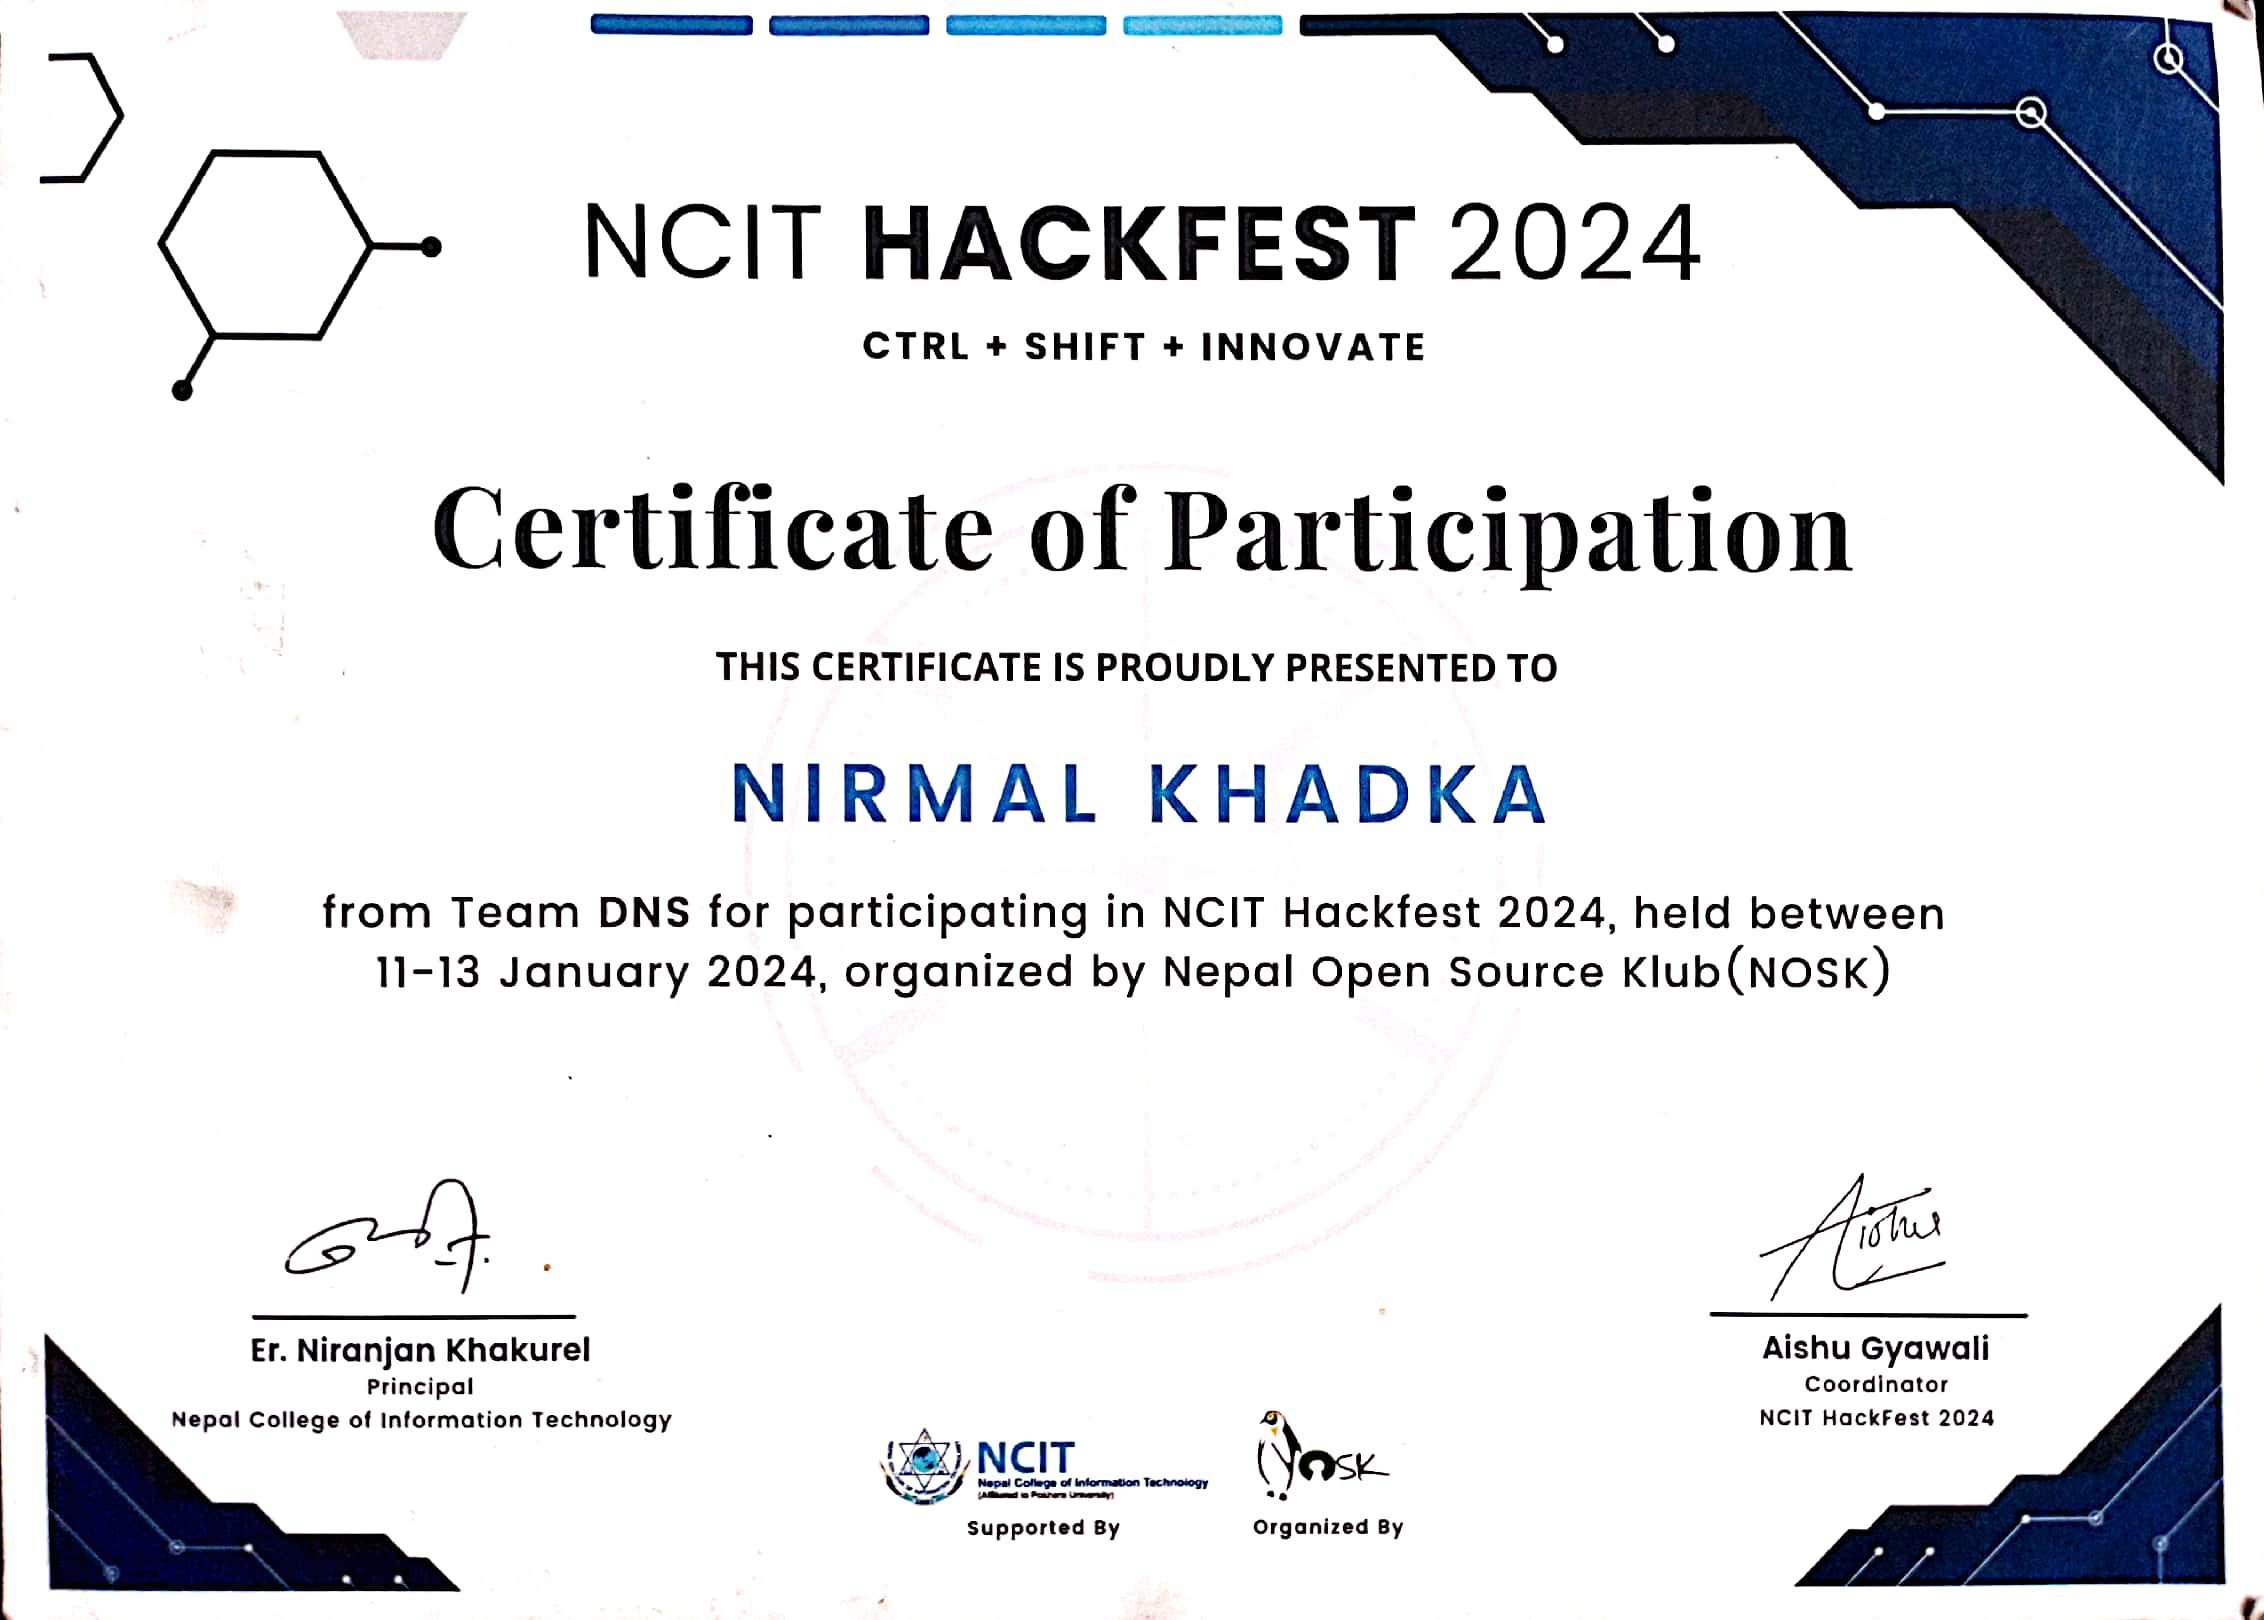 NCIT HACKFEST 2024
CTRL + SHIFT + INNOVATE
Certificate of Participation
THIS CERTIFICATE IS PROUDLY PRESENTED TO
NIRMAL KHADKA
from Team DNS for participating in NCIT Hackfest 2024, held between
11-13 January 2024, organized by Nepal Open Source Klub(NOSK)
Er. Niranjan Khakurel
Principal
Nepal College of Information Technology
Aishu Gyawali
Coordinator
NCIT HackFest 2024
NCIT
Nepal College of Information Technology
(Affiliated to Pokhara University)
Supported By
NOSK
Organized By